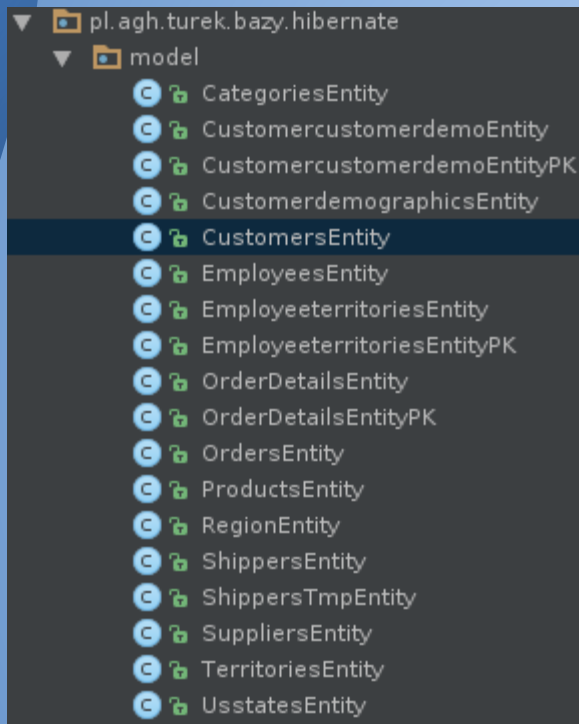 pl.agh.turek.bazy.hibernate
model
C CategoriesEntity
C CustomercustomerdemoEntity
C CustomercustomerdemoEntityPK
C CustomerdemographicsEntity
C CustomersEntity
C EmployeesEntity
C EmployeeterritoriesEntity
C EmployeeterritoriesEntityPK
C OrderDetailsEntity
C OrderDetailsEntityPK
C OrdersEntity
C ProductsEntity
C RegionEntity
C ShippersEntity
C ShippersTmpEntity
C SuppliersEntity
C TerritoriesEntity
C UsstatesEntity